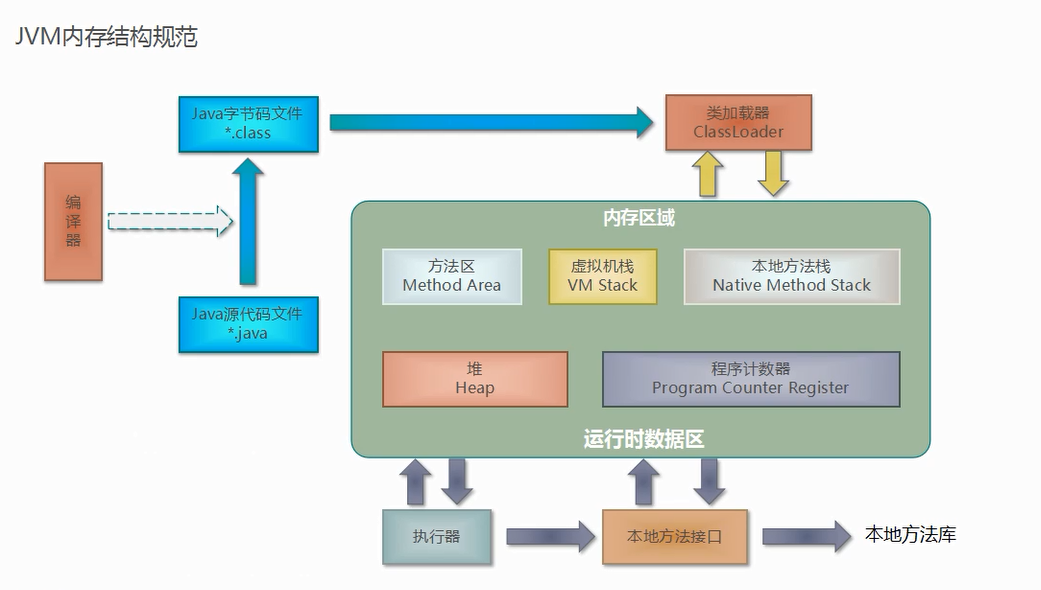 JVM内存结构规范
Java字节码文件
*.class
类加载器
ClassLoader
编
译
器
内存区域
方法区
Method Area
虚拟机栈
VM Stack
本地方法栈
Native Method Stack
Java源代码文件
*.java
堆
Heap
程序计数器
Program Counter Register
运行时数据区
执行器
本地方法接口
本地方法库